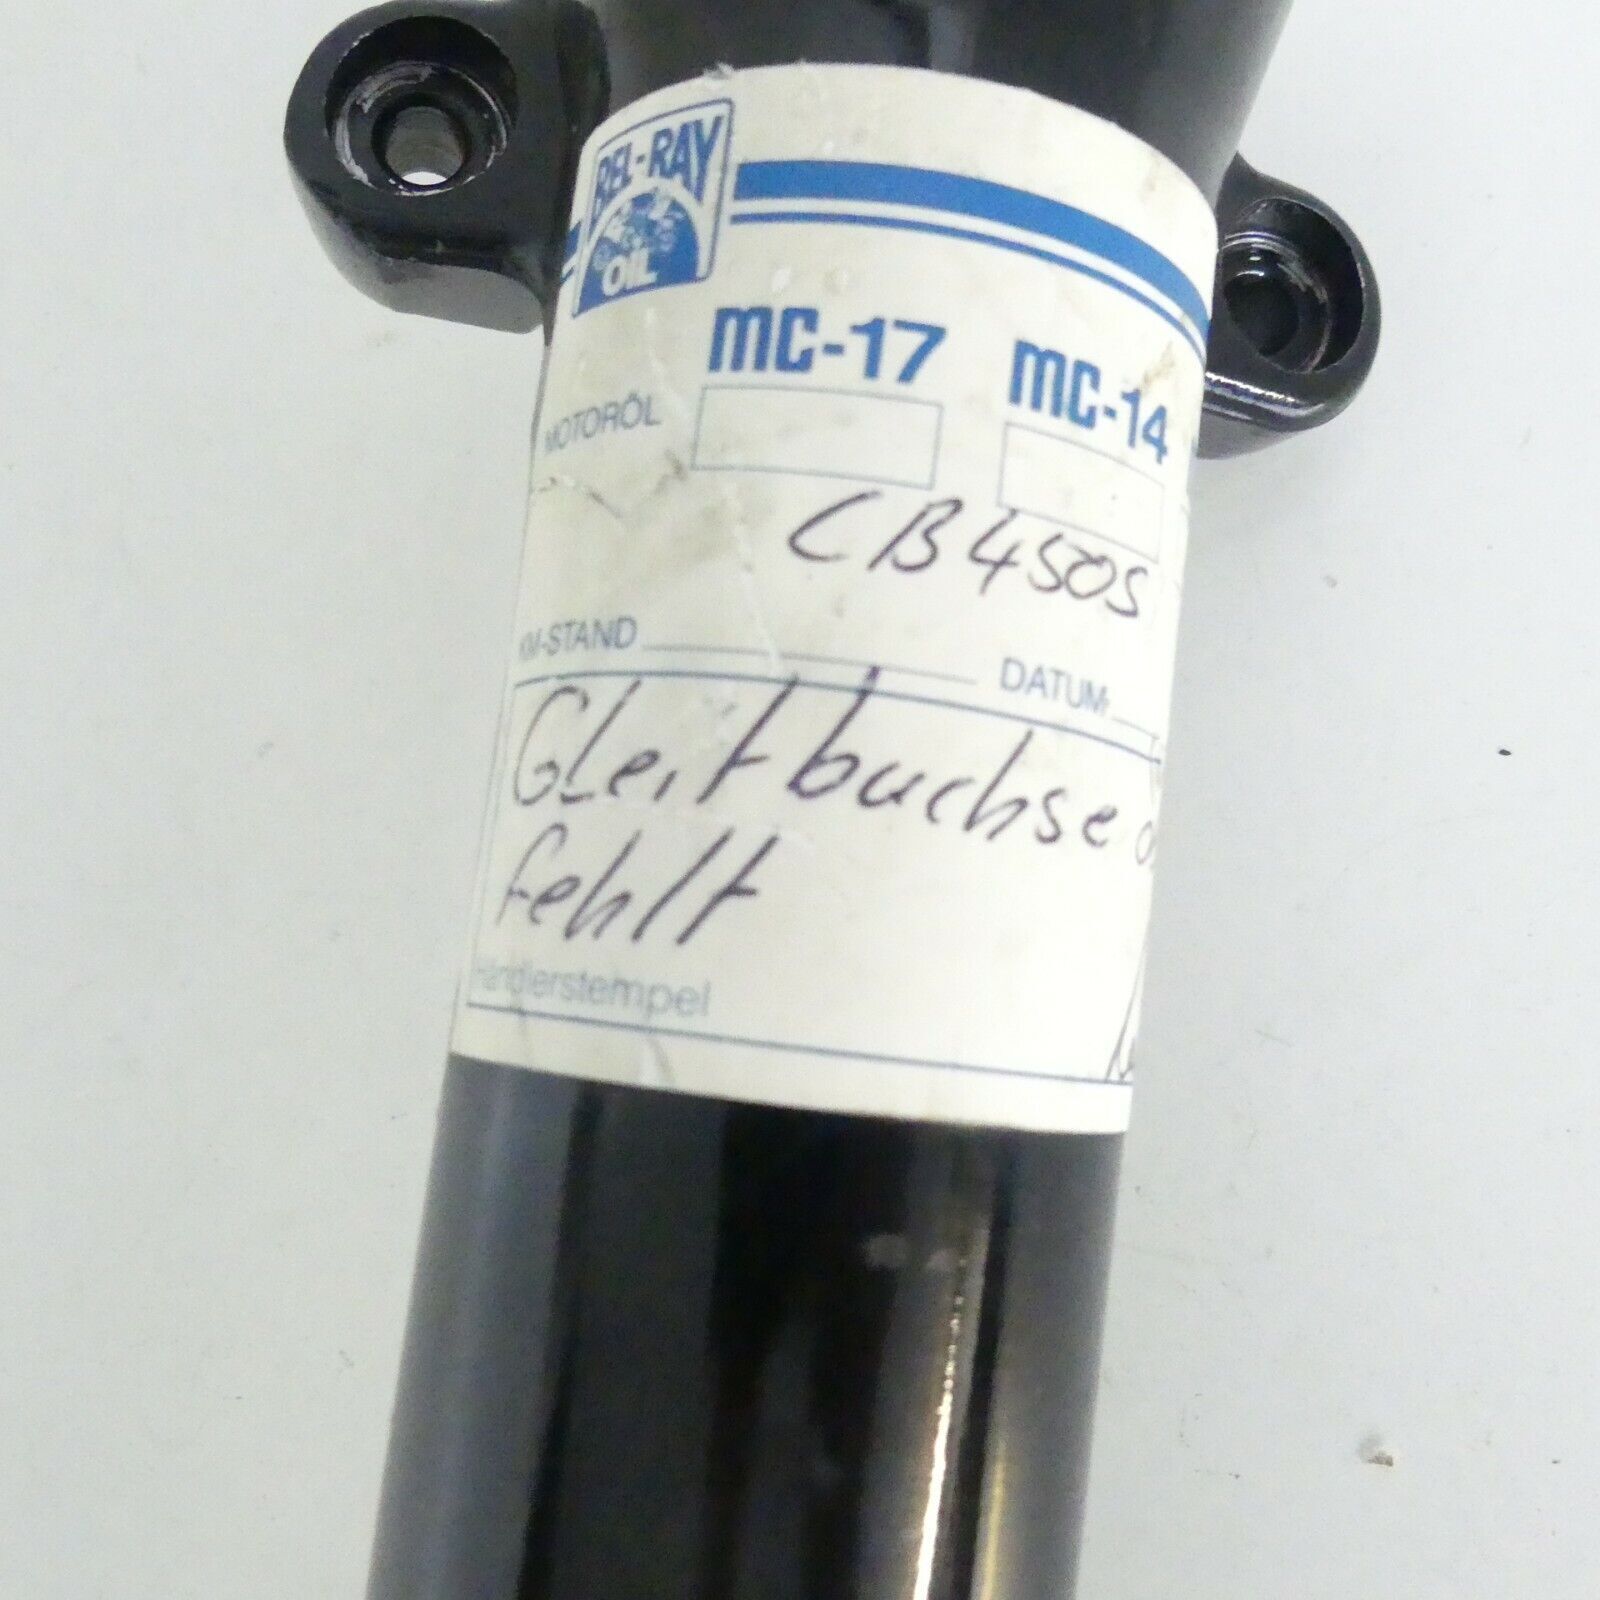 BEL-RAY
OIL
MC-17 MC-14
MOTORÖL
CB450S
KM-STAND DATUM
Gleitbuchse
fehlt
Händlerstempel